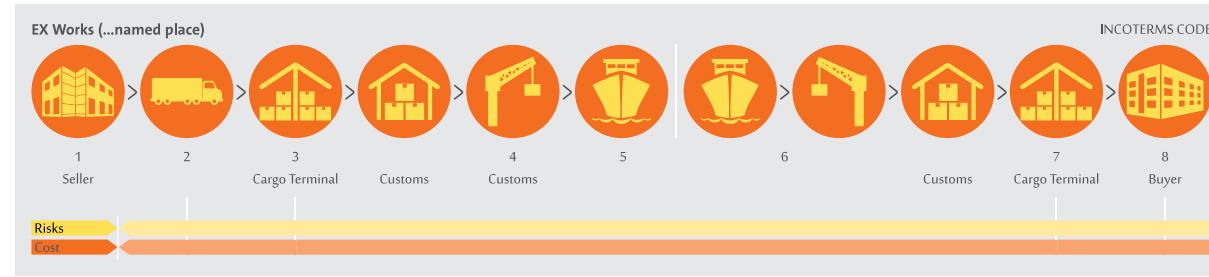 EX Works (...named place) INCOTERMS CODE
> > > > > > > > >
1 2 3 4 5 6 7 8
Seller Cargo Terminal Customs Customs Customs Cargo Terminal Buyer
Risks
Cost